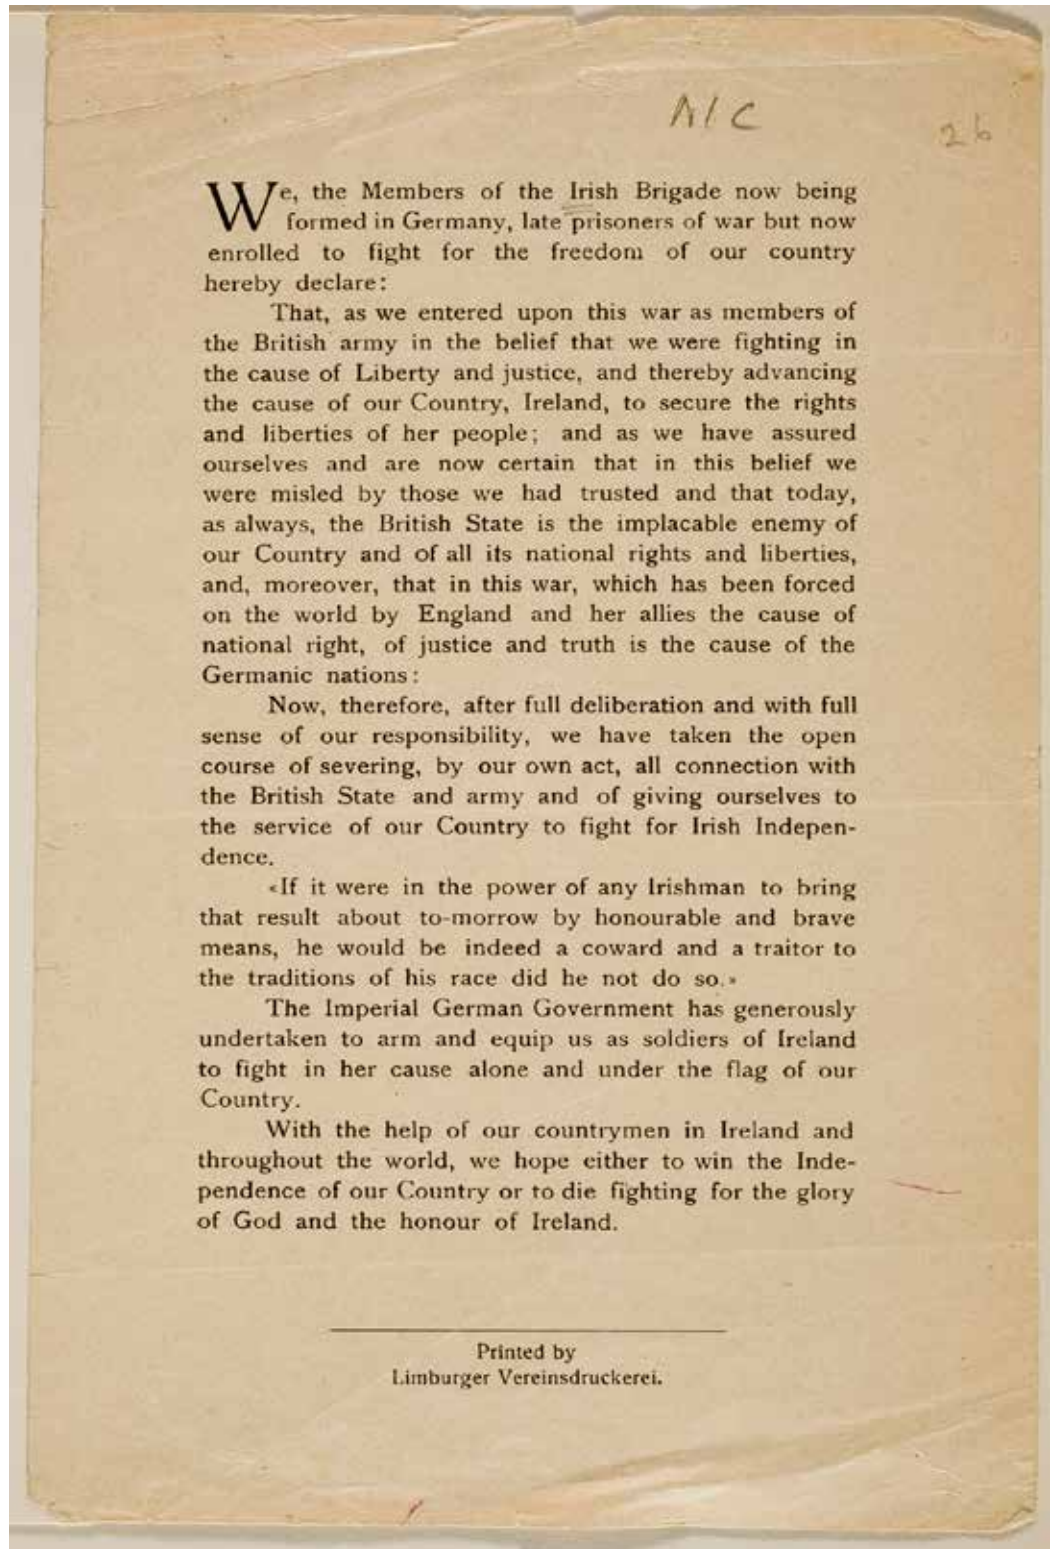 NIC
26
We, the Members of the Irish Brigade now being
formed in Germany, late prisoners of war but now
enrolled to fight for the freedom of our country
hereby declare:
That, as we entered upon this war as members of
the British army in the belief that we were fighting in
the cause of Liberty and justice, and thereby advancing
the cause of our Country, Ireland, to secure the rights
and liberties of her people; and as we have assured
ourselves and are now certain that in this belief we
were misled by those we had trusted and that today,
as always, the British State is the implacable enemy of
our Country and of all its national rights and liberties,
and, moreover, that in this war, which has been forced
on the world by England and her allies the cause of
national right, of justice and truth is the cause of the
Germanic nations:
Now, therefore, after full deliberation and with full
sense of our responsibility, we have taken the open
course of severing, by our own act, all connection with
the British State and army and of giving ourselves to
the service of our Country to fight for Irish Indepen-
dence.
«If it were in the power of any Irishman to bring
that result about to-morrow by honourable and brave
means, he would be indeed a coward and a traitor to
the traditions of his race did he not do so.»
The Imperial German Government has generously
undertaken to arm and equip us as soldiers of Ireland
to fight in her cause alone and under the flag of our
Country.
With the help of our countrymen in Ireland and
throughout the world, we hope either to win the Inde-
pendence of our Country or to die fighting for the glory
of God and the honour of Ireland.
Printed by
Limburger Vereinsdruckerei.